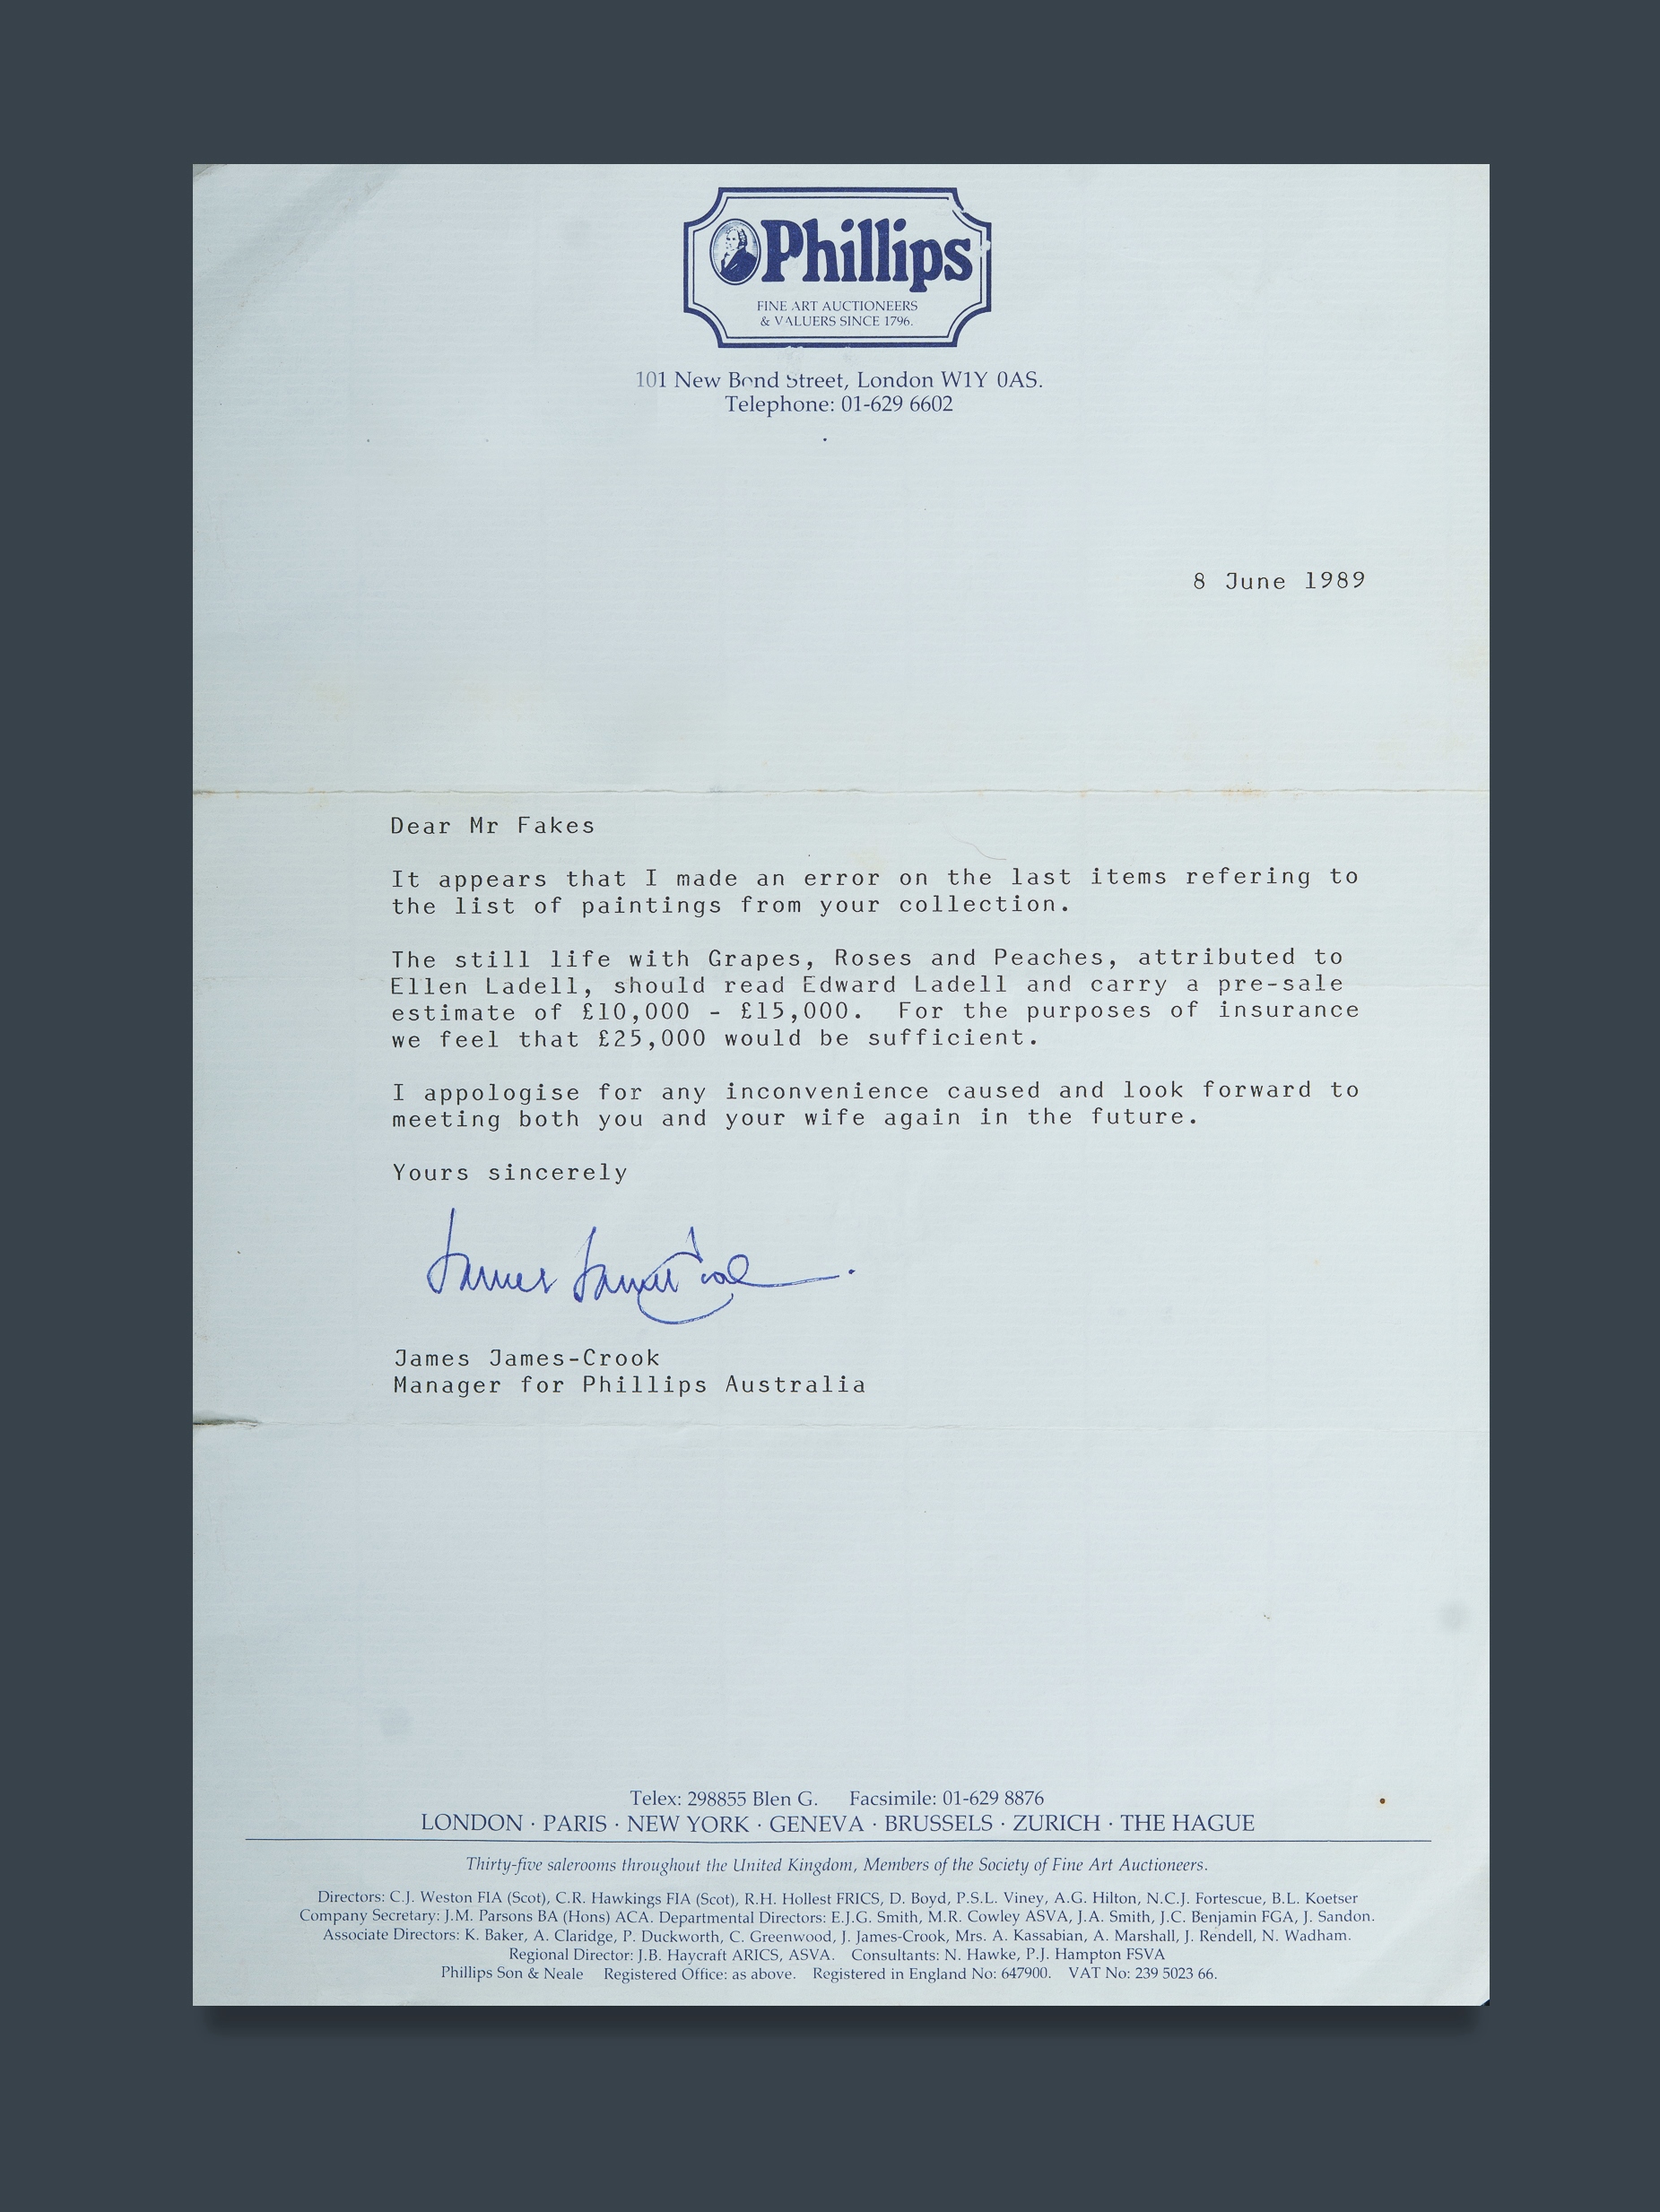 Phillips
FINE ART AUCTIONEERS
& VALUERS SINCE 1796.
101 New Bond Street, London W1Y 0AS.
Telephone: 01-629 6602
8 June 1989
Dear Mr Fakes
It appears that I made an error on the last items refering to
the list of paintings from your collection.
The still life with Grapes, Roses and Peaches, attributed to
Ellen Ladell, should read Edward Ladell and carry a pre-sale
estimate of £10,000 - £15,000. For the purposes of insurance
we feel that £25,000 would be sufficient.
I appologise for any inconvenience caused and look forward to
meeting both you and your wife again in the future.
Yours sincerely
James James-Crook
James James-Crook
Manager for Phillips Australia
Telex: 298855 Blen G. Facsimile: 01-629 8876
LONDON · PARIS · NEW YORK · GENEVA · BRUSSELS · ZURICH · THE HAGUE
Thirty-five salerooms throughout the United Kingdom, Members of the Society of Fine Art Auctioneers.
Directors: C.J. Weston FIA (Scot), C.R. Hawkings FIA (Scot), R.H. Hollest FRICS, D. Boyd, P.S.L. Viney, A.G. Hilton, N.C.J. Fortescue, B.L. Koetser
Company Secretary: J.M. Parsons BA (Hons) ACA. Departmental Directors: E.J.G. Smith, M.R. Cowley ASVA, J.A. Smith, J.C. Benjamin FGA, J. Sandon.
Associate Directors: K. Baker, A. Claridge, P. Duckworth, C. Greenwood, J. James-Crook, Mrs. A. Kassabian, A. Marshall, J. Rendell, N. Wadham.
Regional Director: J.B. Haycraft ARICS, ASVA. Consultants: N. Hawke, P.J. Hampton FSVA
Phillips Son & Neale Registered Office: as above. Registered in England No: 647900. VAT No: 239 5023 66.